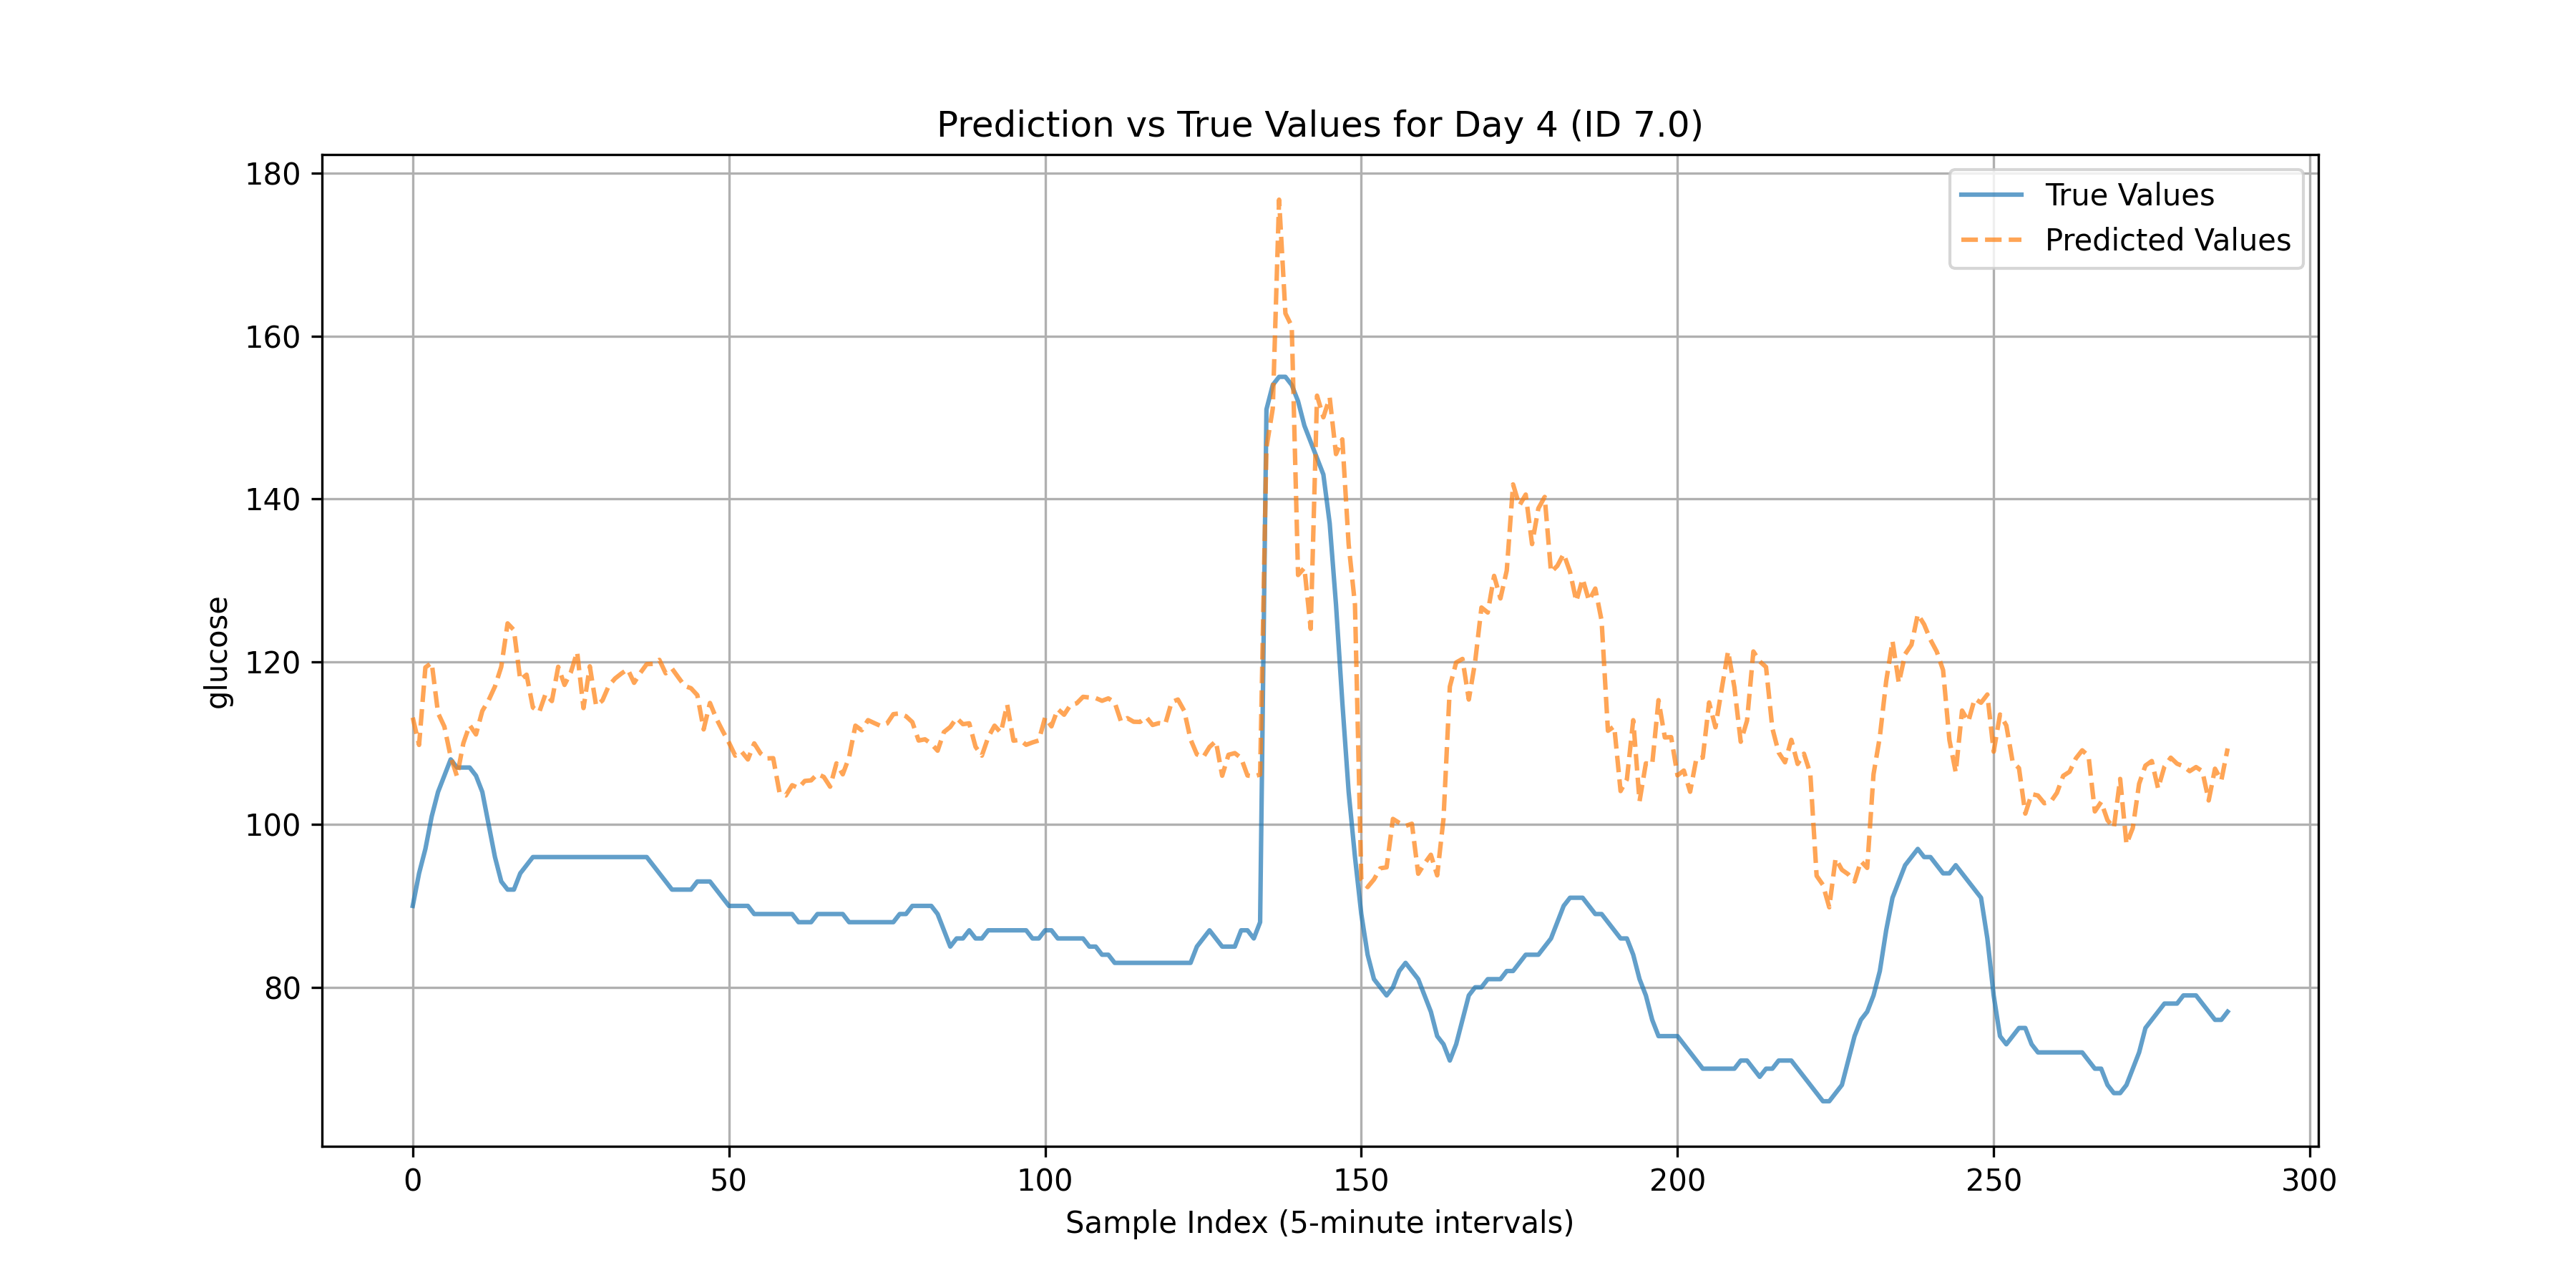 Prediction vs True Values for Day 4 (ID 7.0)
True Values
Predicted Values
180
160
140
120
100
80
glucose
0 50 100 150 200 250 300
Sample Index (5-minute intervals)